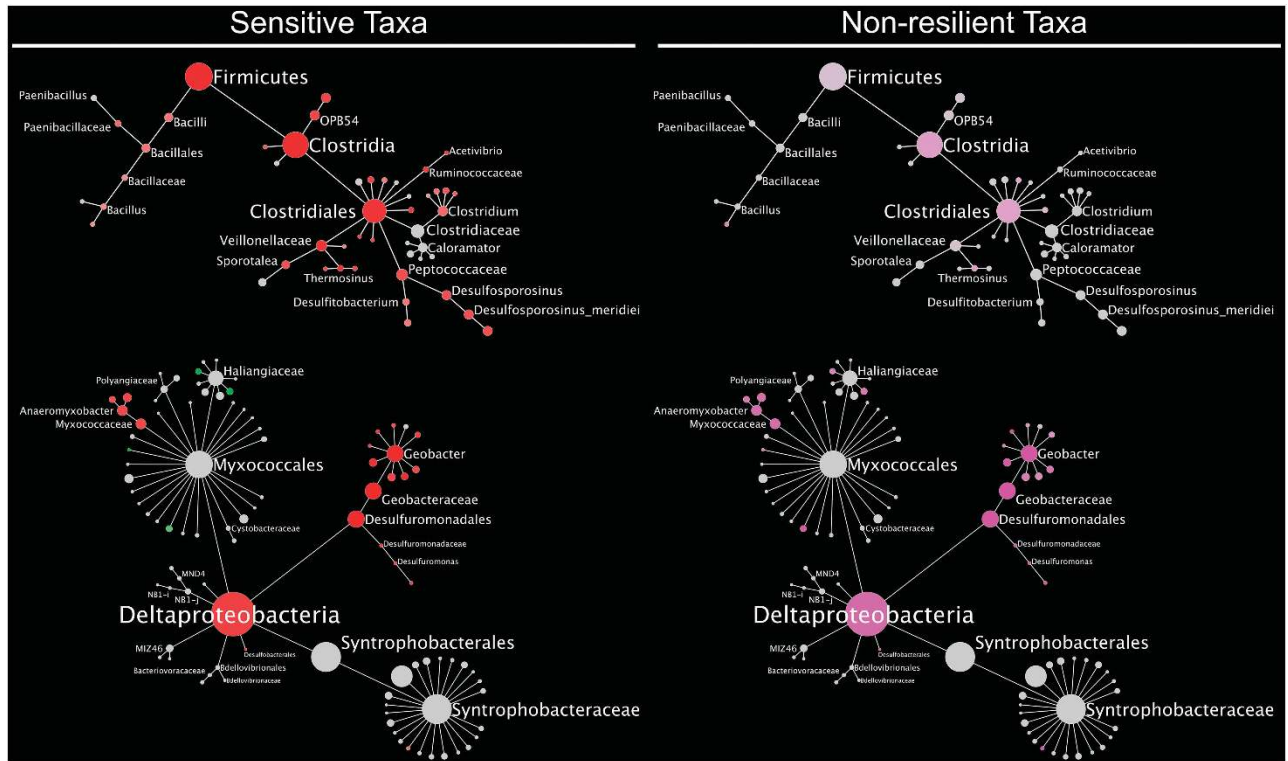 Sensitive Taxa
Firmicutes
Paenibacillus
Bacilli
OPB54
Paenibacillaceae
Clostridia
Bacillales
Acetivibrio
Ruminococcaceae
Bacillaceae
Bacillus
Clostridiales
Clostridium
Clostridiaceae
Veillonellaceae
Caloramator
Sporotalea
Thermosinus
Peptococcaceae
Desulfosporosinus
Desulfitobacterium
Desulfosporosinus_meridiei
Haliangiaceae
Polyangiaceae
Anaeromyxobacter
Myxococcaceae
Geobacter
Myxococcales
Geobacteraceae
Desulfuromonadales
Cystobacteraceae
Desulfuromonadaceae
Desulfuromonas
MND4
NB1-i
NB1-j
Deltaproteobacteria
Syntrophobacterales
MIZ46
Desulfobacterales
Bdellovibrionales
Bacteriovoracaceae
Bdellovibrionaceae
Syntrophobacteraceae
Non-resilient Taxa
Firmicutes
Paenibacillus
Bacilli
OPB54
Paenibacillaceae
Clostridia
Bacillales
Acetivibrio
Ruminococcaceae
Bacillaceae
Bacillus
Clostridiales
Clostridium
Clostridiaceae
Veillonellaceae
Caloramator
Sporotalea
Thermosinus
Peptococcaceae
Desulfosporosinus
Desulfitobacterium
Desulfosporosinus_meridiei
Haliangiaceae
Polyangiaceae
Anaeromyxobacter
Myxococcaceae
Geobacter
Myxococcales
Geobacteraceae
Desulfuromonadales
Cystobacteraceae
Desulfuromonadaceae
Desulfuromonas
MND4
NB1-i
NB1-j
Deltaproteobacteria
Syntrophobacterales
MIZ46
Desulfobacterales
Bdellovibrionales
Bacteriovoracaceae
Bdellovibrionaceae
Syntrophobacteraceae